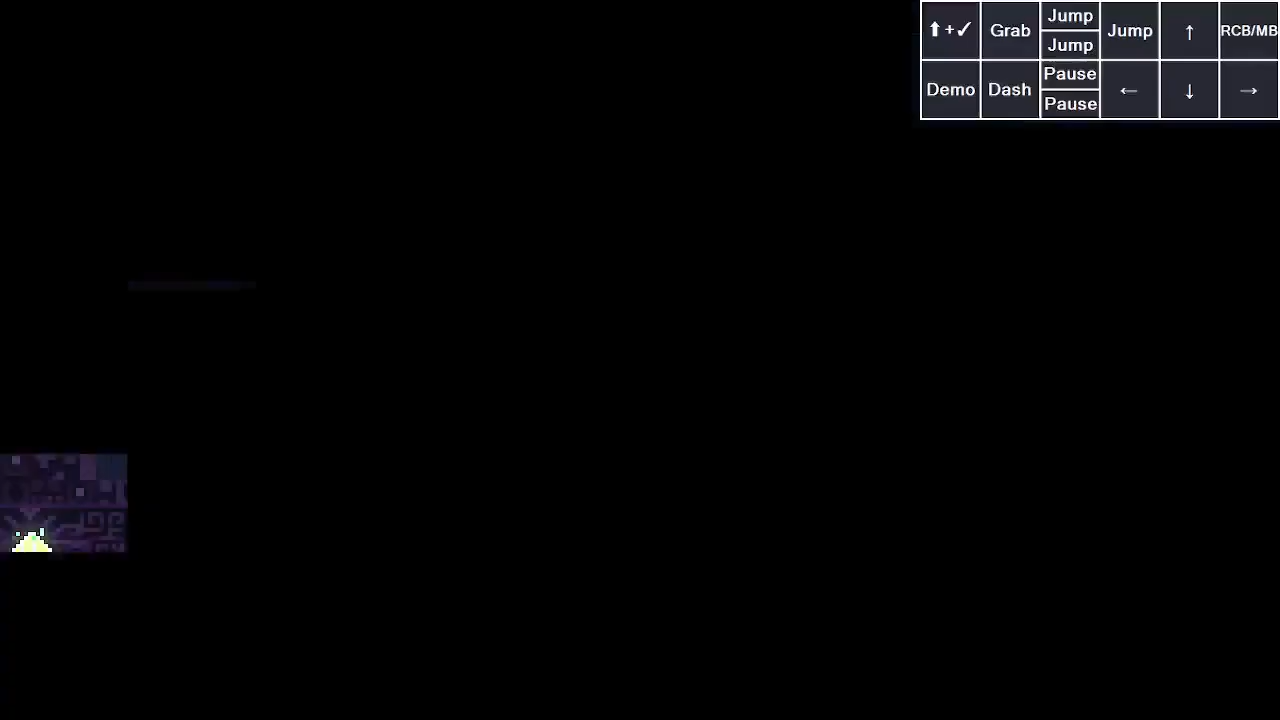 ⬆+✓ Grab Jump Jump ↑ RCB/MB
Jump
Demo Dash Pause ← ↓ →
Pause